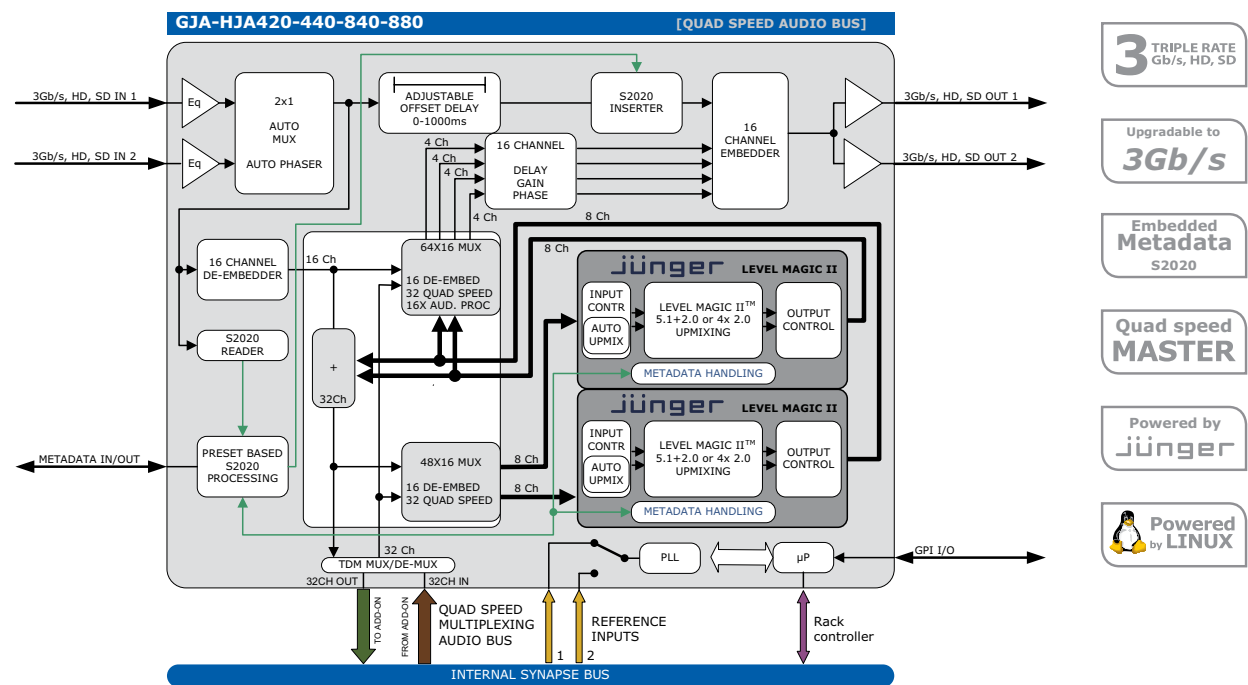 GJA-HJA420-440-840-880
[QUAD SPEED AUDIO BUS]
3Gb/s, HD, SD IN 1
3Gb/s, HD, SD IN 2
Eq
Eq
2x1
AUTO
MUX
AUTO PHASER
ADJUSTABLE
OFFSET DELAY
0-1000ms
S2020
INSERTER
16
CHANNEL
EMBEDDER
3Gb/s, HD, SD OUT 1
3Gb/s, HD, SD OUT 2
4 Ch
4 Ch
4 Ch
4 Ch
16 CHANNEL
DELAY
GAIN
PHASE
8 Ch
8 Ch
16 CHANNEL
DE-EMBEDDER
16 Ch
64X16 MUX
16 DE-EMBED
32 QUAD SPEED
16X AUD. PROC
S2020
READER
+
32Ch
jünger
LEVEL MAGIC II
INPUT
CONTR
AUTO
UPMIX
LEVEL MAGIC II™
5.1+2.0 or 4x 2.0
UPMIXING
OUTPUT
CONTROL
METADATA HANDLING
jünger
LEVEL MAGIC II
INPUT
CONTR
AUTO
UPMIX
LEVEL MAGIC II™
5.1+2.0 or 4x 2.0
UPMIXING
OUTPUT
CONTROL
METADATA HANDLING
METADATA IN/OUT
PRESET BASED
S2020
PROCESSING
48X16 MUX
16 DE-EMBED
32 QUAD SPEED
8 Ch
8 Ch
32 Ch
TDM MUX/DE-MUX
32CH OUT
32CH IN
PLL
µP
GPI I/O
TO ADD-ON
FROM ADD-ON
QUAD SPEED
MULTIPLEXING
AUDIO BUS
REFERENCE
INPUTS
1
2
Rack
controller
INTERNAL SYNAPSE BUS
3 TRIPLE RATE
Gb/s, HD, SD
Upgradable to
3Gb/s
Embedded
Metadata
S2020
Quad speed
MASTER
Powered by
jünger
Powered
by LINUX